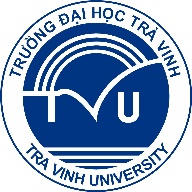 TRƯỜNG ĐẠI HỌC TRÀ VINH
TVU
TRA VINH UNIVERSITY